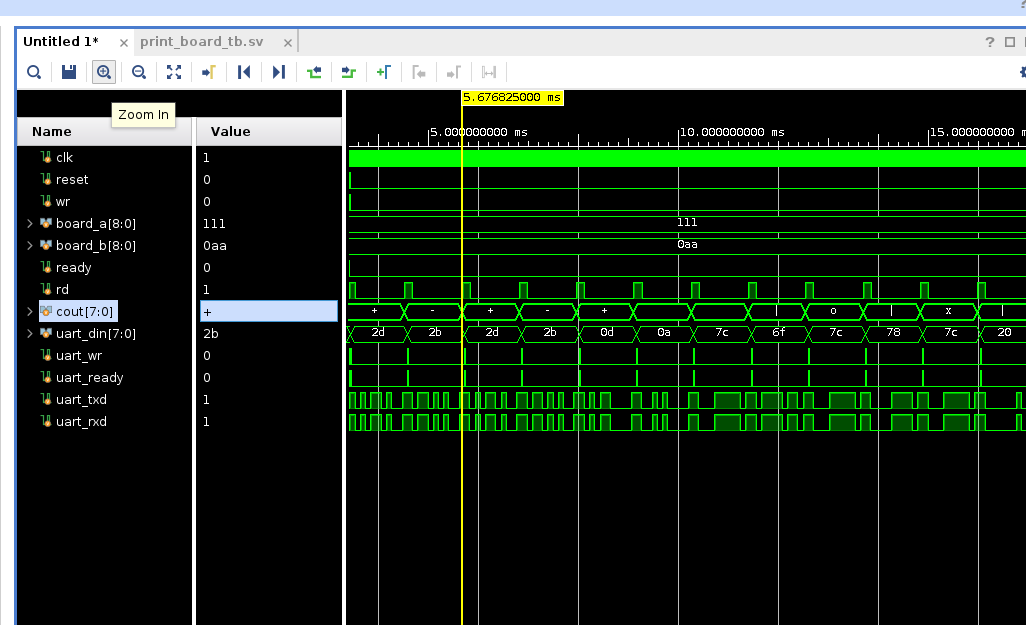 ?
Untitled 1* × print_board_tb.sv × ?
Zoom In
5.676825000 ms
Name Value
5.000000000 ms 10.000000000 ms 15.000000000 m
clk 1
reset 0
wr 0
board_a[8:0] 111 111
board_b[8:0] 0aa 0aa
ready 0
rd 1
cout[7:0] + + - + - + | o | x |
uart_din[7:0] 2b 2d 2b 2d 2b 0d 0a 7c 6f 7c 78 7c 20
uart_wr 0
uart_ready 0
uart_txd 1
uart_rxd 1